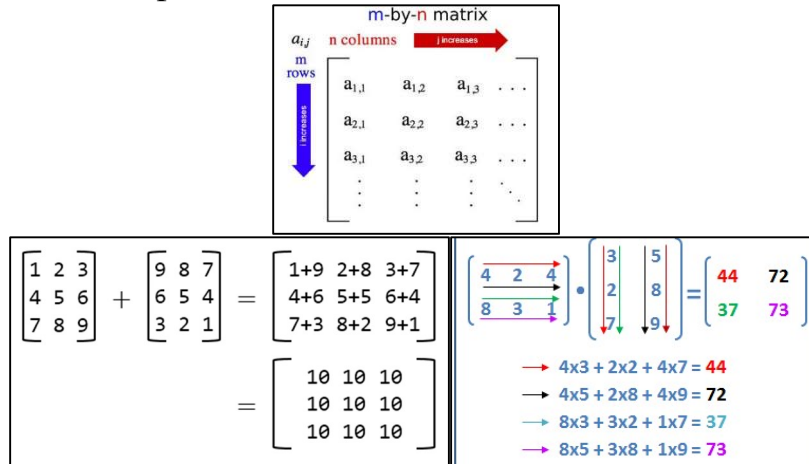 m-by-n matrix
a i,j n columns j increases
m
rows
i increases
a1,1 a1,2 a1,3 . . .
a2,1 a2,2 a2,3 . . .
a3,1 a3,2 a3,3 . . .
1 2 3 9 8 7 1+9 2+8 3+7
4 5 6 + 6 5 4 = 4+6 5+5 6+4
7 8 9 3 2 1 7+3 8+2 9+1
10 10 10
= 10 10 10
10 10 10
4 2 4 3 5 44 72
8 3 1 • 2 8 = 37 73
7 9
4x3 + 2x2 + 4x7 = 44
4x5 + 2x8 + 4x9 = 72
8x3 + 3x2 + 1x7 = 37
8x5 + 3x8 + 1x9 = 73